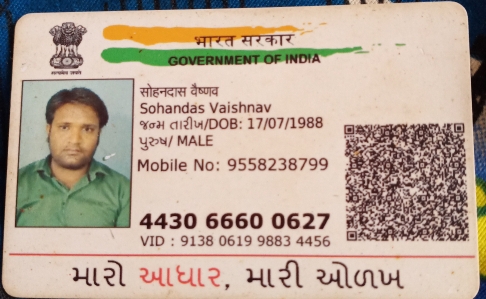 भारत सरकार
GOVERNMENT OF INDIA
सत्यमेव जयते
सोहनदास वैष्णव
Sohandas Vaishnav
જન્મ તારીખ/DOB: 17/07/1988
પુરુષ/ MALE
Mobile No: 9558238799
4430 6660 0627
VID : 9138 0619 9883 4456
મારો આધાર, મારી ઓળખ